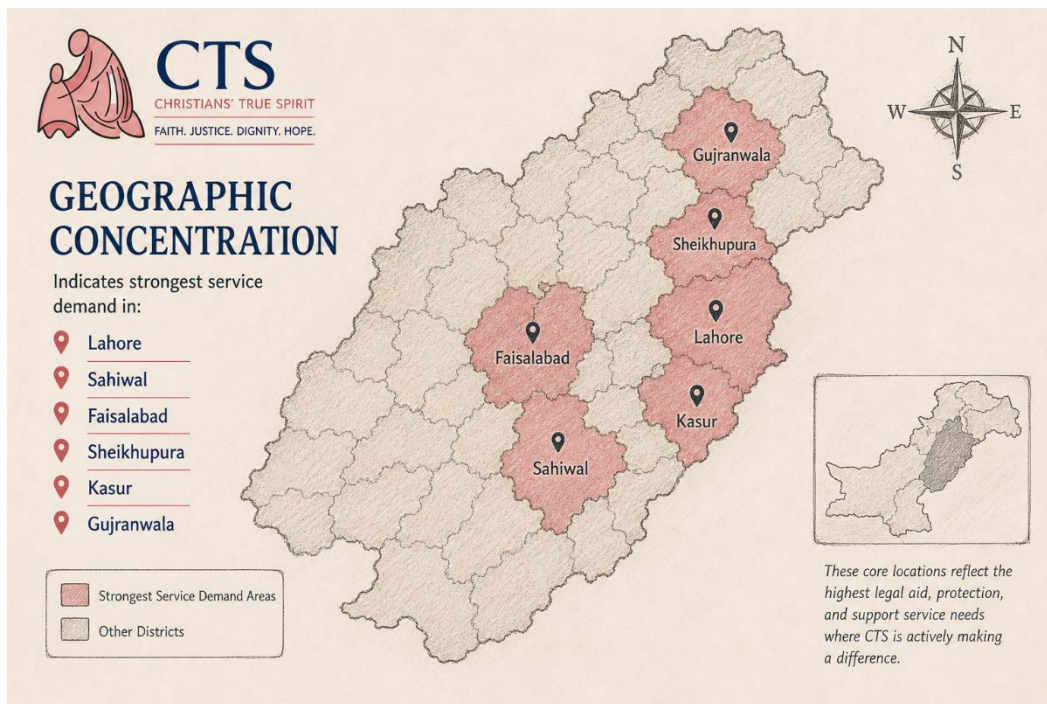 CTS
CHRISTIANS' TRUE SPIRIT
FAITH. JUSTICE. DIGNITY. HOPE.
GEOGRAPHIC
CONCENTRATION
Indicates strongest service
demand in:
Lahore
Sahiwal
Faisalabad
Sheikhupura
Kasur
Gujranwala
Strongest Service Demand Areas
Other Districts
Gujranwala
Sheikhupura
Lahore
Faisalabad
Kasur
Sahiwal
N
W
E
S
These core locations reflect the
highest legal aid, protection,
and support service needs
where CTS is actively making
a difference.